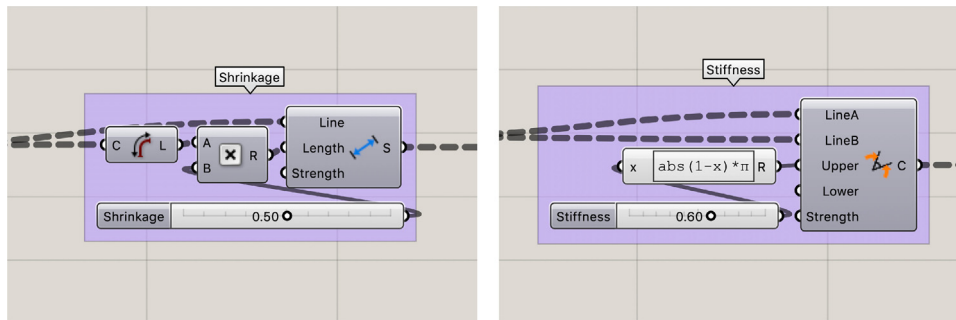 Shrinkage
C L
A
B
R
Line
Length
Strength
S
Shrinkage 0.50
Stiffness
x abs(1-x)*π R
LineA
LineB
Upper
Lower
Strength
C
Stiffness 0.60